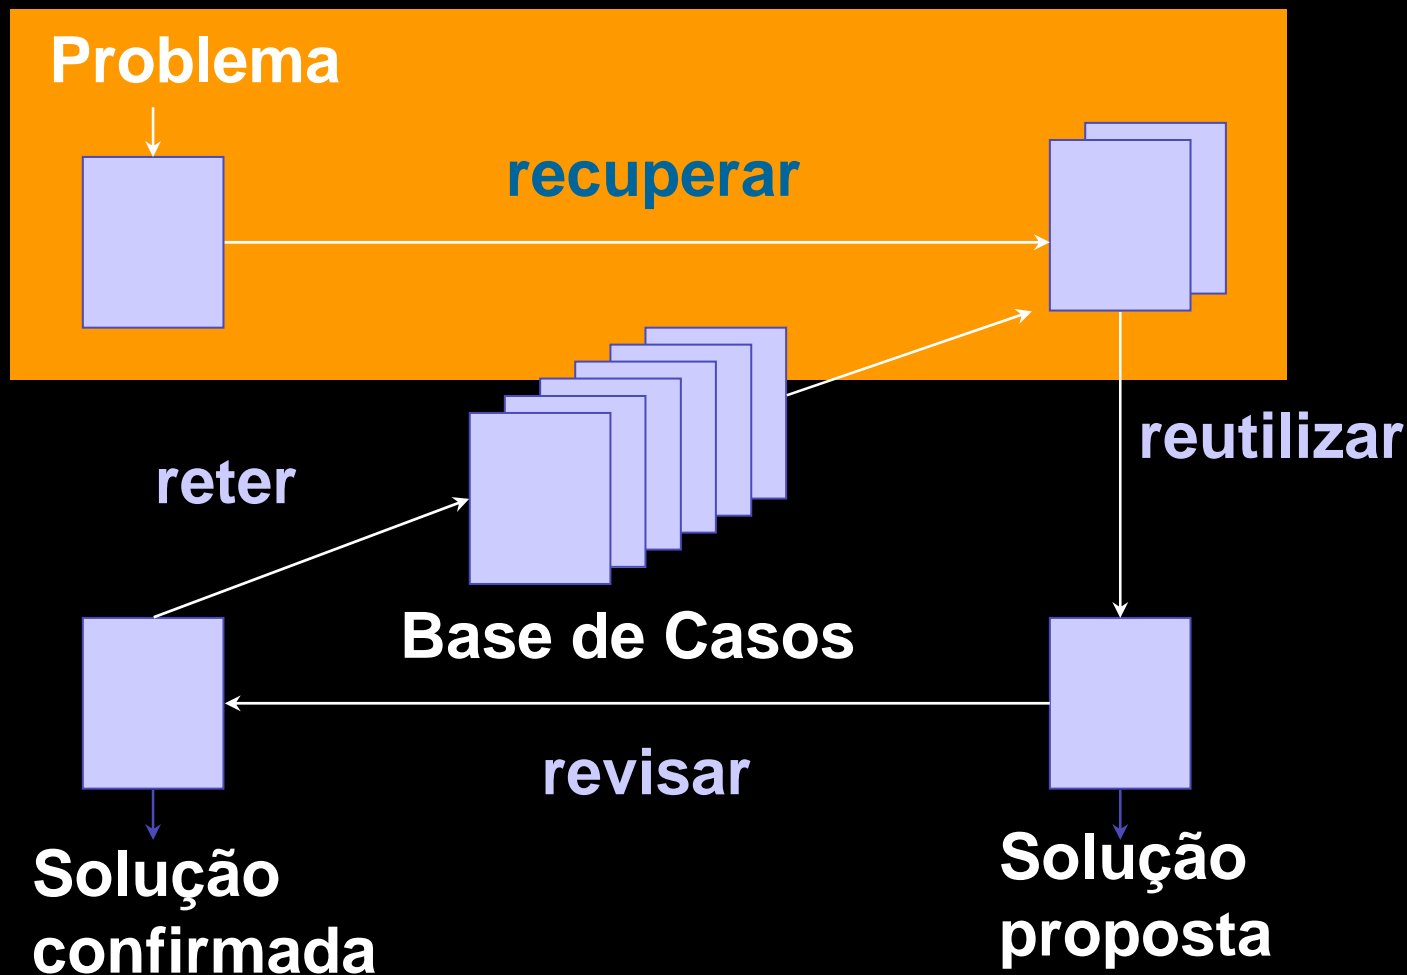 Problema
recuperar
reutilizar
reter
Base de Casos
revisar
Solução
proposta
Solução
confirmada